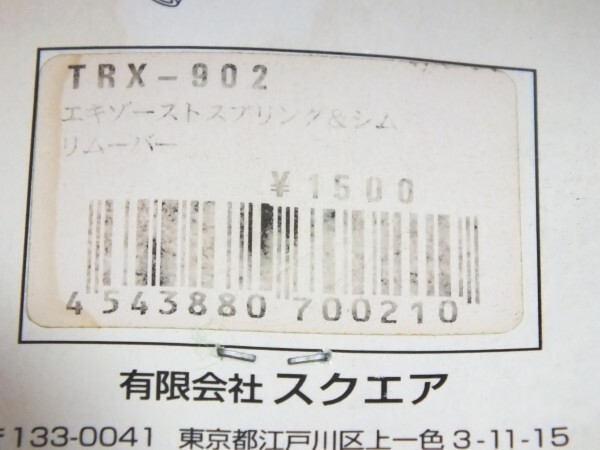 TRX-902
エキゾーストスプリング&シム
リムーバー
¥1500
4543880700210
有限会社 スクエア
〒133-0041 東京都江戸川区上一色3-11-15